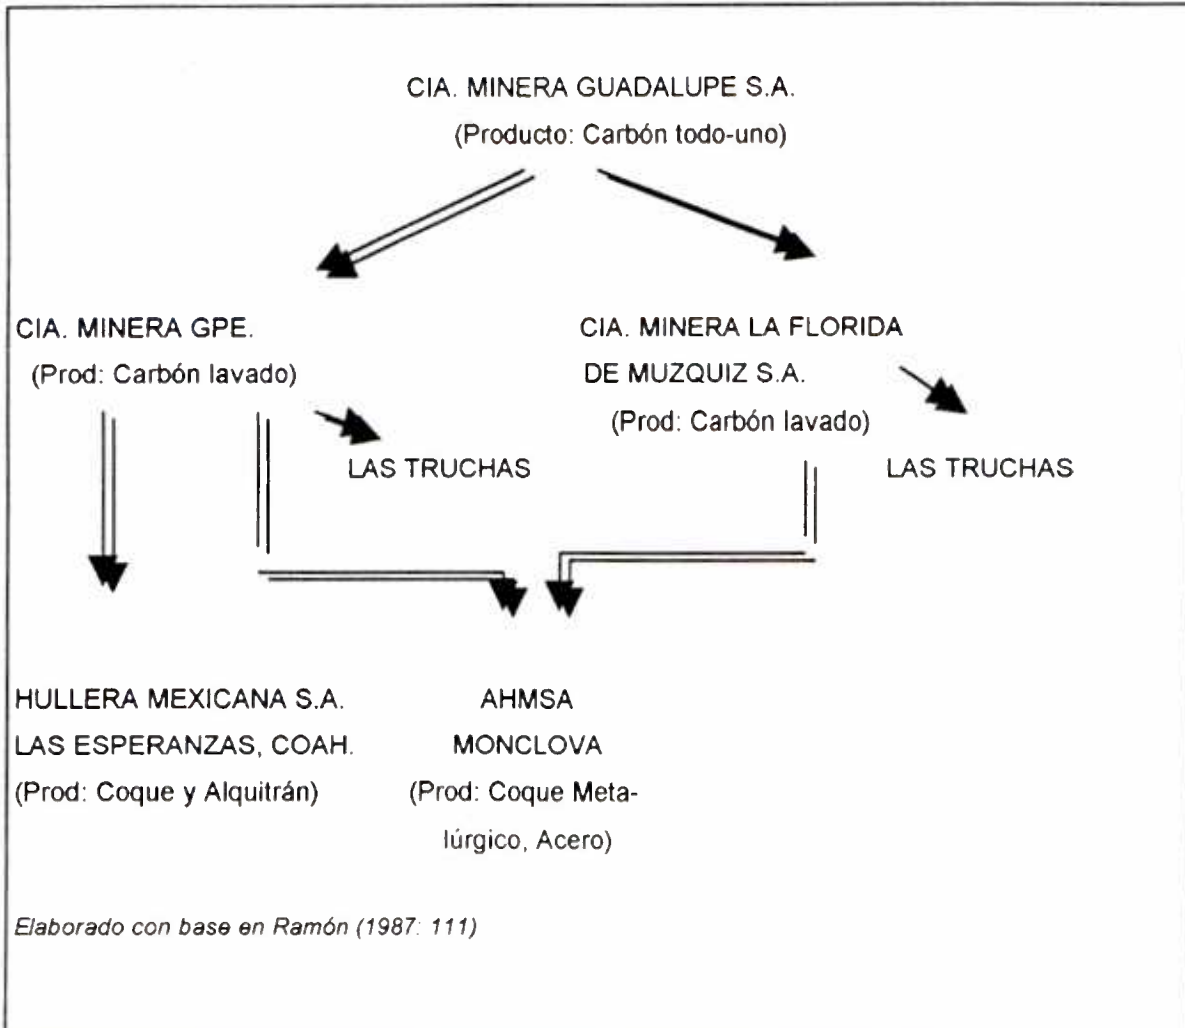 CIA. MINERA GUADALUPE S.A.
(Producto: Carbón todo-uno)
CIA. MINERA GPE.
(Prod: Carbón lavado)
LAS TRUCHAS
CIA. MINERA LA FLORIDA
DE MUZQUIZ S.A.
(Prod: Carbón lavado)
LAS TRUCHAS
HULLERA MEXICANA S.A.
LAS ESPERANZAS, COAH.
(Prod: Coque y Alquitrán)
AHMSA
MONCLOVA
(Prod: Coque Meta-
lúrgico, Acero)
Elaborado con base en Ramón (1987: 111)